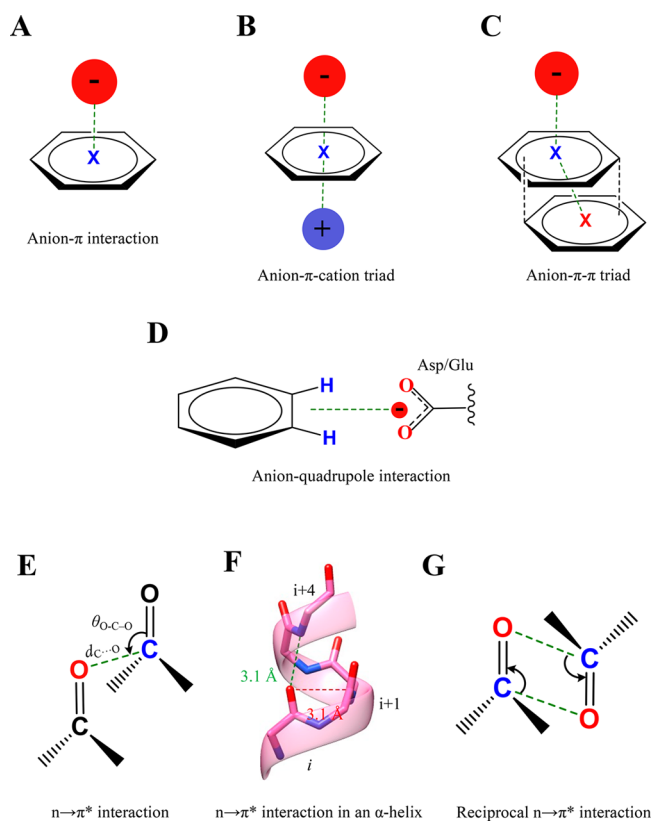 A
B
C
-
-
-
X
X
X
X
+
Anion-π interaction
Anion-π-cation triad
Anion-π-π triad
D
Asp/Glu
H
H
-
O
O
Anion-quadrupole interaction
E
F
G
O
θO-C-O
dC···O
C
O
C
i+4
3.1 Å
3.1 Å
i+1
i
O
C
C
O
n→π* interaction
n→π* interaction in an α-helix
Reciprocal n→π* interaction